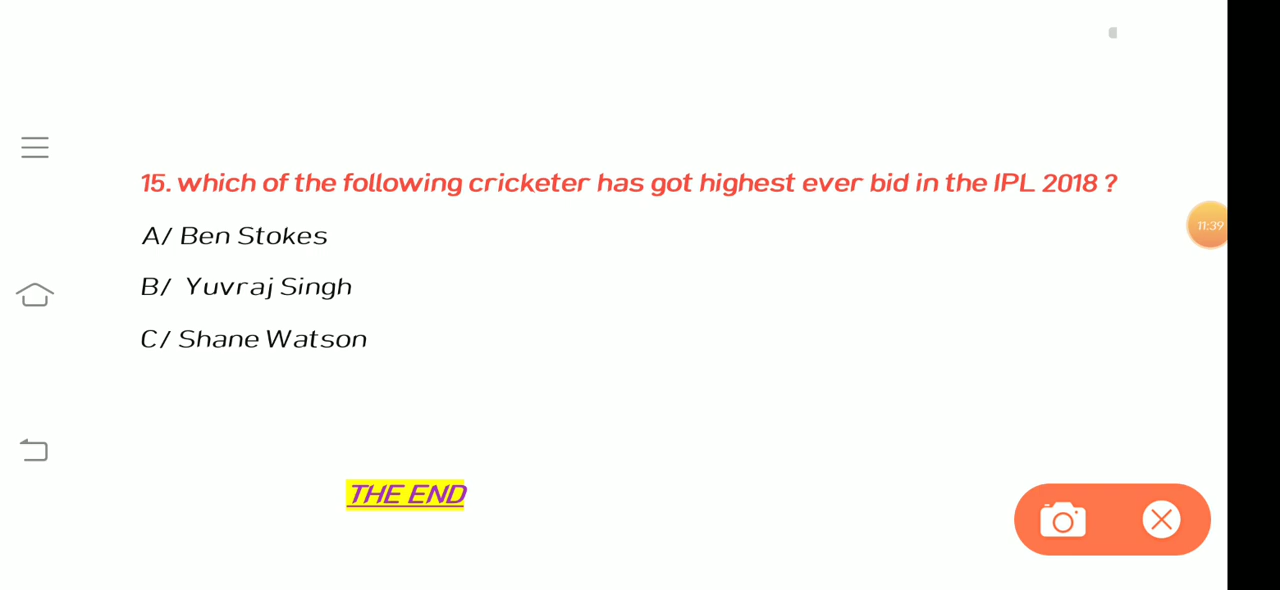 15. which of the following cricketer has got highest ever bid in the IPL 2018 ?
A/ Ben Stokes
11:39
B/ Yuvraj Singh
C/ Shane Watson
THE END